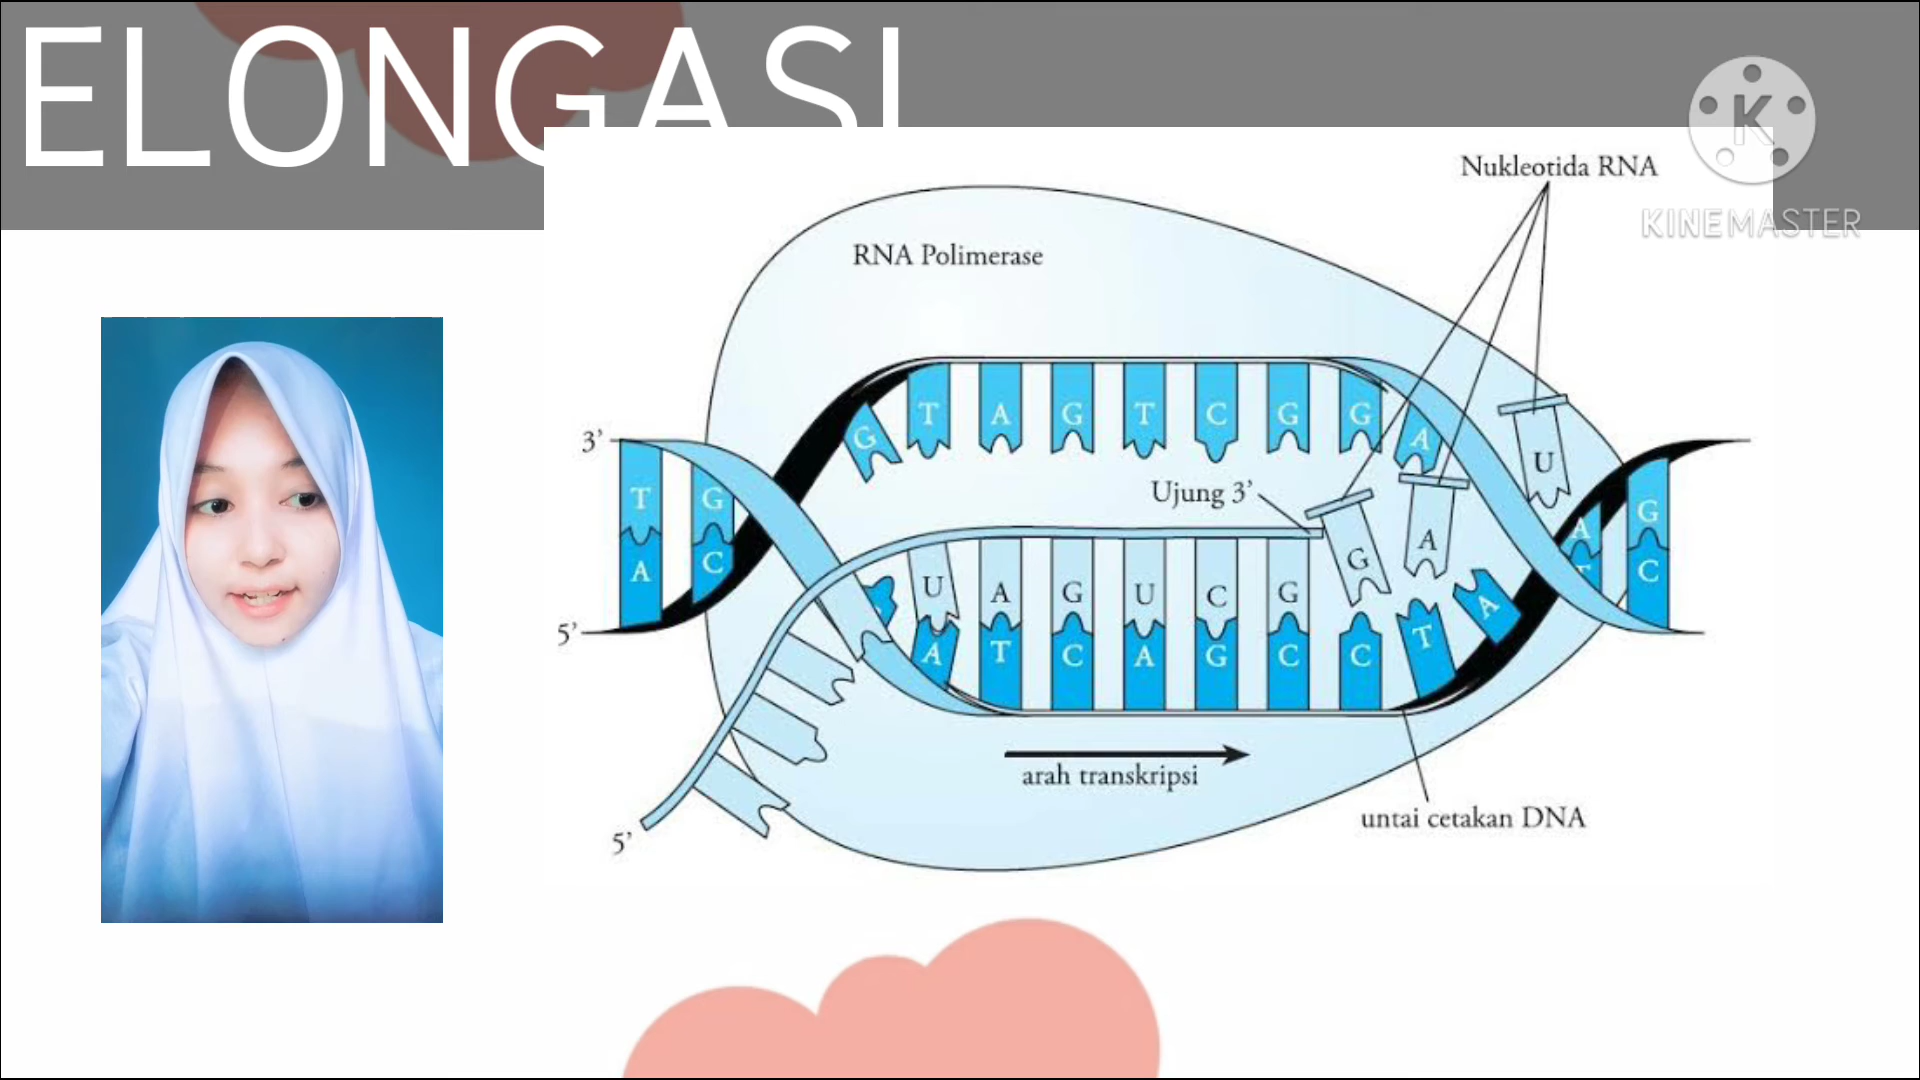 ELONGASI
K
KINEMASTER
Nukleotida RNA
RNA Polimerase
G T A G T C G G A
3'
Ujung 3'
U
T G
A G
G A
A C
C
U A G U C G
A T C A G C C T A
5'
arah transkripsi
untai cetakan DNA
5'